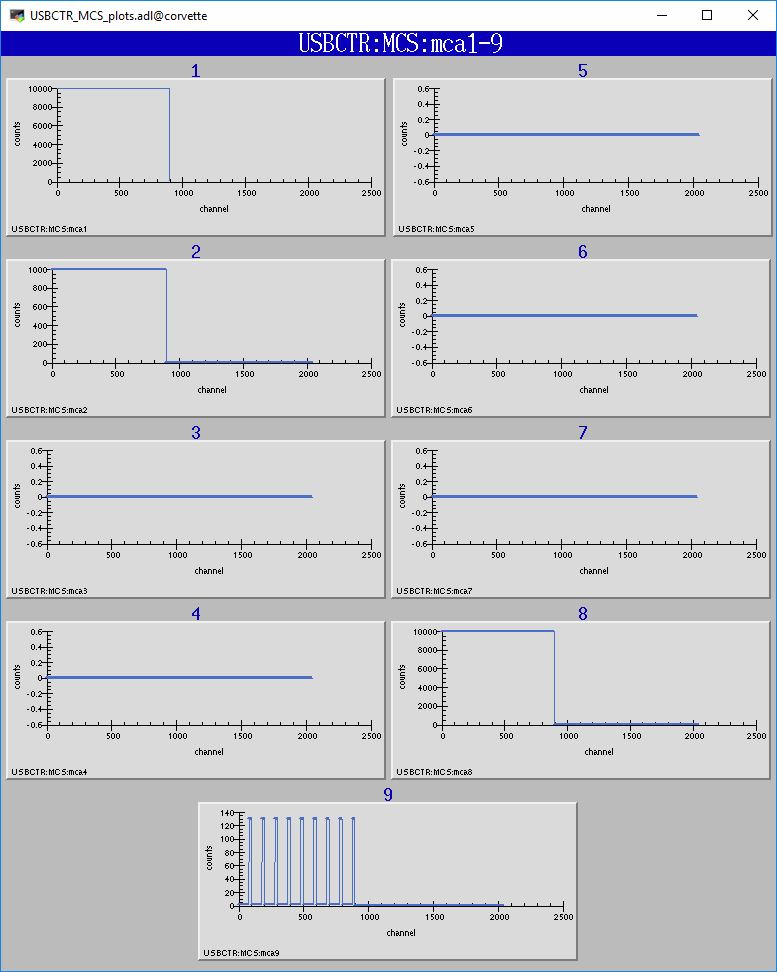 USBCTR_MCS_plots.adl@corvette
USBCTR:MCS:mca1-9
1
10000
8000
6000
4000
2000
0
counts
0 500 1000 1500 2000 2500
channel
USBCTR:MCS:mca1
5
0.6
0.4
0.2
0
-0.2
-0.4
-0.6
counts
0 500 1000 1500 2000 2500
channel
USBCTR:MCS:mca5
2
1000
800
600
400
200
0
counts
0 500 1000 1500 2000 2500
channel
USBCTR:MCS:mca2
6
0.6
0.4
0.2
0
-0.2
-0.4
-0.6
counts
0 500 1000 1500 2000 2500
channel
USBCTR:MCS:mca6
3
0.6
0.4
0.2
0
-0.2
-0.4
-0.6
counts
0 500 1000 1500 2000 2500
channel
USBCTR:MCS:mca3
7
0.6
0.4
0.2
0
-0.2
-0.4
-0.6
counts
0 500 1000 1500 2000 2500
channel
USBCTR:MCS:mca7
4
0.6
0.4
0.2
0
-0.2
-0.4
-0.6
counts
0 500 1000 1500 2000 2500
channel
USBCTR:MCS:mca4
8
10000
8000
6000
4000
2000
0
counts
0 500 1000 1500 2000 2500
channel
USBCTR:MCS:mca8
9
140
120
100
80
60
40
20
0
counts
0 500 1000 1500 2000 2500
channel
USBCTR:MCS:mca9